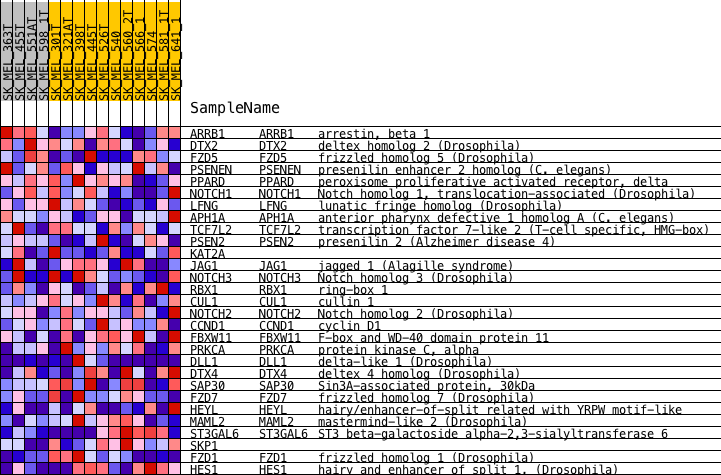 SK_MEL_363T
SK_MEL_455T
SK_MEL_551AT
SK_MEL_598_1T
SK_MEL_301T
SK_MEL_321AT
SK_MEL_398T
SK_MEL_445T
SK_MEL_526T
SK_MEL_540
SK_MEL_560_2T
SK_MEL_566_1
SK_MEL_574
SK_MEL_581_1T
SK_MEL_641_1
SampleName
ARRB1 ARRB1 arrestin, beta 1
DTX2 DTX2 deltex homolog 2 (Drosophila)
FZD5 FZD5 frizzled homolog 5 (Drosophila)
PSENEN PSENEN presenilin enhancer 2 homolog (C. elegans)
PPARD PPARD peroxisome proliferative activated receptor, delta
NOTCH1 NOTCH1 Notch homolog 1, translocation-associated (Drosophila)
LFNG LFNG lunatic fringe homolog (Drosophila)
APH1A APH1A anterior pharynx defective 1 homolog A (C. elegans)
TCF7L2 TCF7L2 transcription factor 7-like 2 (T-cell specific, HMG-box)
PSEN2 PSEN2 presenilin 2 (Alzheimer disease 4)
KAT2A
JAG1 JAG1 jagged 1 (Alagille syndrome)
NOTCH3 NOTCH3 Notch homolog 3 (Drosophila)
RBX1 RBX1 ring-box 1
CUL1 CUL1 cullin 1
NOTCH2 NOTCH2 Notch homolog 2 (Drosophila)
CCND1 CCND1 cyclin D1
FBXW11 FBXW11 F-box and WD-40 domain protein 11
PRKCA PRKCA protein kinase C, alpha
DLL1 DLL1 delta-like 1 (Drosophila)
DTX4 DTX4 deltex 4 homolog (Drosophila)
SAP30 SAP30 Sin3A-associated protein, 30kDa
FZD7 FZD7 frizzled homolog 7 (Drosophila)
HEYL HEYL hairy/enhancer-of-split related with YRPW motif-like
MAML2 MAML2 mastermind-like 2 (Drosophila)
ST3GAL6 ST3GAL6 ST3 beta-galactoside alpha-2,3-sialyltransferase 6
SKP1
FZD1 FZD1 frizzled homolog 1 (Drosophila)
HES1 HES1 hairy and enhancer of split 1, (Drosophila)